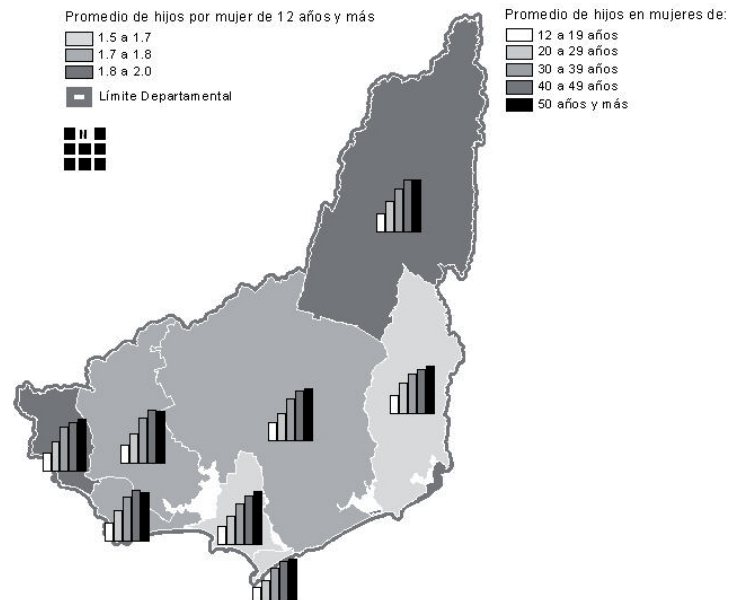 Promedio de hijos por mujer de 12 años y más
1.5 a 1.7
1.7 a 1.8
1.8 a 2.0
Límite Departamental
N
Promedio de hijos en mujeres de:
12 a 19 años
20 a 29 años
30 a 39 años
40 a 49 años
50 años y más